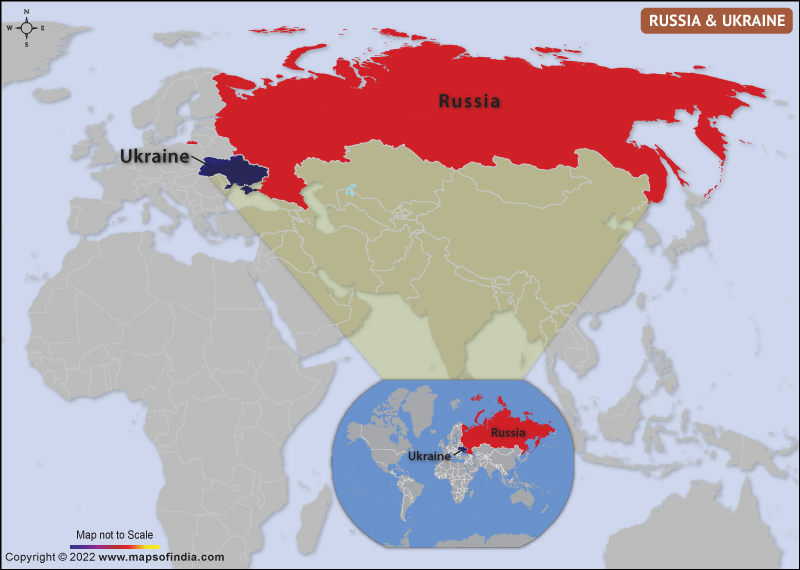 RUSSIA & UKRAINE
N
W E
S
Russia
Ukraine
Russia
Ukraine
Map not to Scale
Copyright © 2022 www.mapsofindia.com